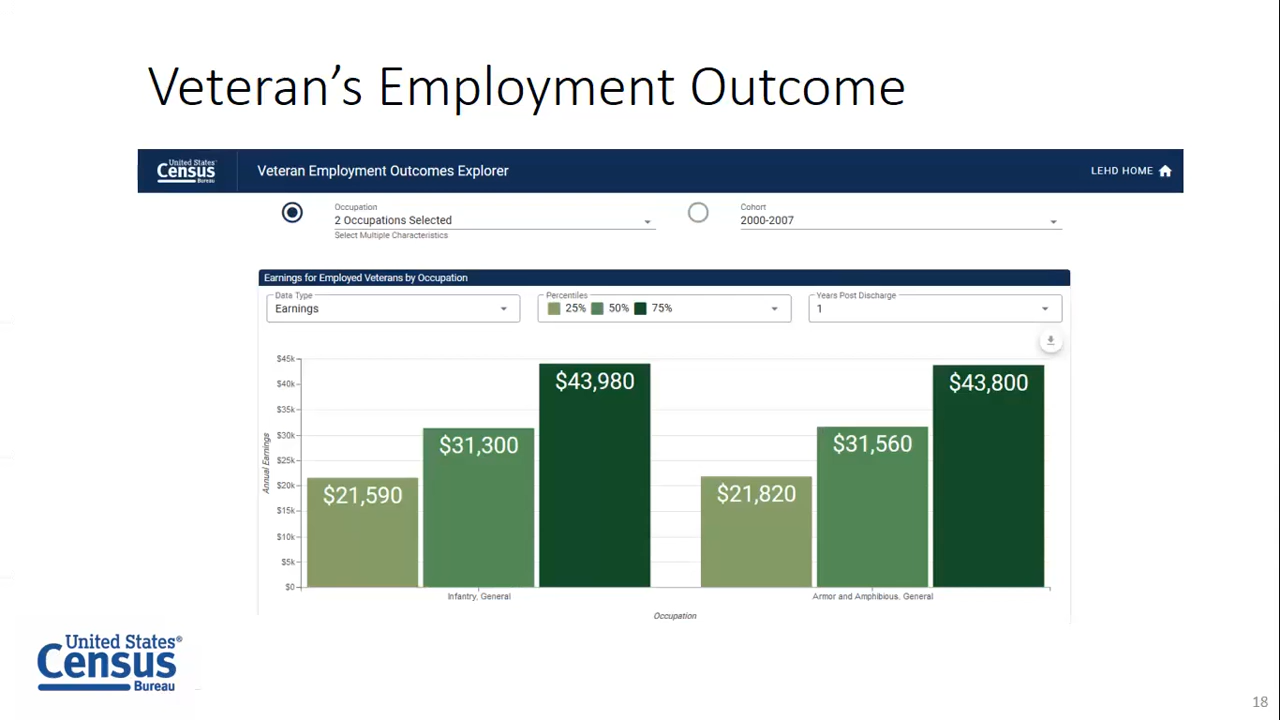 Veteran's Employment Outcome
United States®
Census
Bureau
Veteran Employment Outcomes Explorer
LEHD HOME
Occupation
2 Occupations Selected
Select Multiple Characteristics
Cohort
2000-2007
Earnings for Employed Veterans by Occupation
Data Type
Earnings
Percentiles
25% 50% 75%
Years Post Discharge
1
$45k
$40k
$35k
$30k
$25k
$20k
$15k
$10k
$5k
$0
Annual Earnings
$21,590
$31,300
$43,980
$21,820
$31,560
$43,800
Infantry, General
Armor and Amphibious, General
Occupation
United States®
Census
Bureau
18